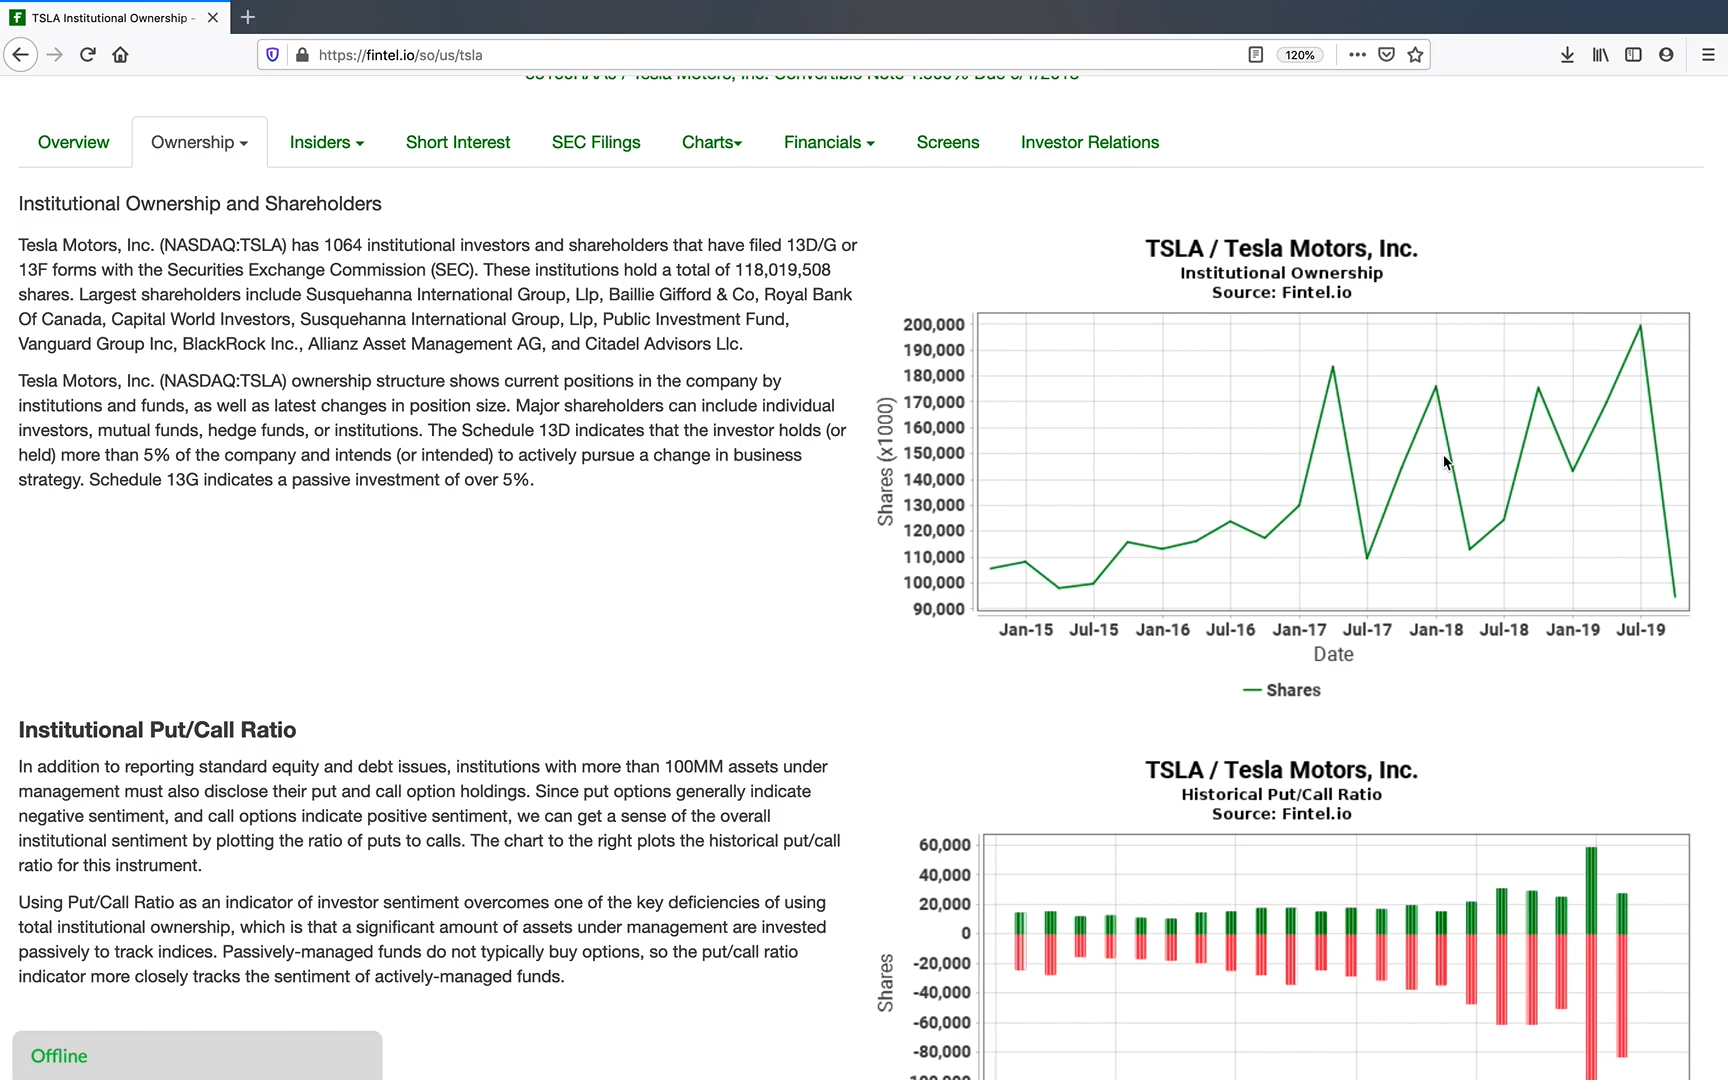 TSLA Institutional Ownership -
https://fintel.io/so/us/tsla
120%
Overview
Ownership
Insiders
Short Interest
SEC Filings
Charts
Financials
Screens
Investor Relations
Institutional Ownership and Shareholders
Tesla Motors, Inc. (NASDAQ:TSLA) has 1064 institutional investors and shareholders that have filed 13D/G or
13F forms with the Securities Exchange Commission (SEC). These institutions hold a total of 118,019,508
shares. Largest shareholders include Susquehanna International Group, Llp, Baillie Gifford & Co, Royal Bank
Of Canada, Capital World Investors, Susquehanna International Group, Llp, Public Investment Fund,
Vanguard Group Inc, BlackRock Inc., Allianz Asset Management AG, and Citadel Advisors Llc.
Tesla Motors, Inc. (NASDAQ:TSLA) ownership structure shows current positions in the company by
institutions and funds, as well as latest changes in position size. Major shareholders can include individual
investors, mutual funds, hedge funds, or institutions. The Schedule 13D indicates that the investor holds (or
held) more than 5% of the company and intends (or intended) to actively pursue a change in business
strategy. Schedule 13G indicates a passive investment of over 5%.
TSLA / Tesla Motors, Inc.
Institutional Ownership
Source: Fintel.io
200,000
190,000
180,000
170,000
160,000
150,000
140,000
130,000
120,000
110,000
100,000
90,000
Shares (x1000)
Jan-15 Jul-15 Jan-16 Jul-16 Jan-17 Jul-17 Jan-18 Jul-18 Jan-19 Jul-19
Date
Shares
Institutional Put/Call Ratio
In addition to reporting standard equity and debt issues, institutions with more than 100MM assets under
management must also disclose their put and call option holdings. Since put options generally indicate
negative sentiment, and call options indicate positive sentiment, we can get a sense of the overall
institutional sentiment by plotting the ratio of puts to calls. The chart to the right plots the historical put/call
ratio for this instrument.
Using Put/Call Ratio as an indicator of investor sentiment overcomes one of the key deficiencies of using
total institutional ownership, which is that a significant amount of assets under management are invested
passively to track indices. Passively-managed funds do not typically buy options, so the put/call ratio
indicator more closely tracks the sentiment of actively-managed funds.
TSLA / Tesla Motors, Inc.
Historical Put/Call Ratio
Source: Fintel.io
60,000
40,000
20,000
0
-20,000
-40,000
-60,000
-80,000
Shares
Offline